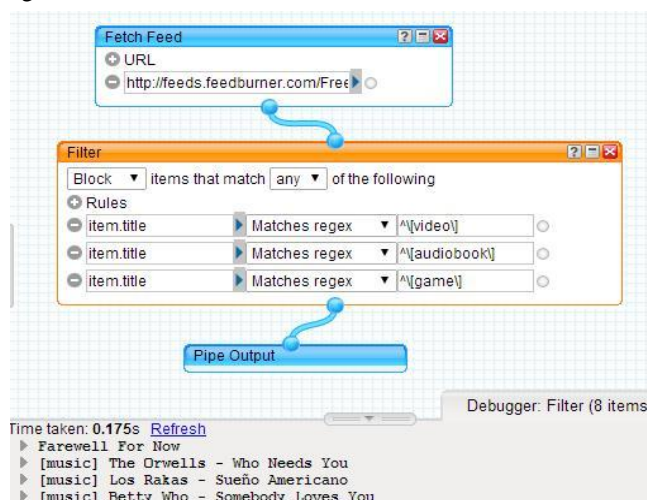 Fetch Feed
URL
http://feeds.feedburner.com/Free
Filter
Block items that match any of the following
Rules
item.title Matches regex ^\[video\]
item.title Matches regex ^\[audiobook\]
item.title Matches regex ^\[game\]
Pipe Output
Debugger: Filter (8 items
Time taken: 0.175s Refresh
Farewell For Now
[music] The Orwells - Who Needs You
[music] Los Rakas - Sueño Americano
[music] Betty Who - Somebody Loves You